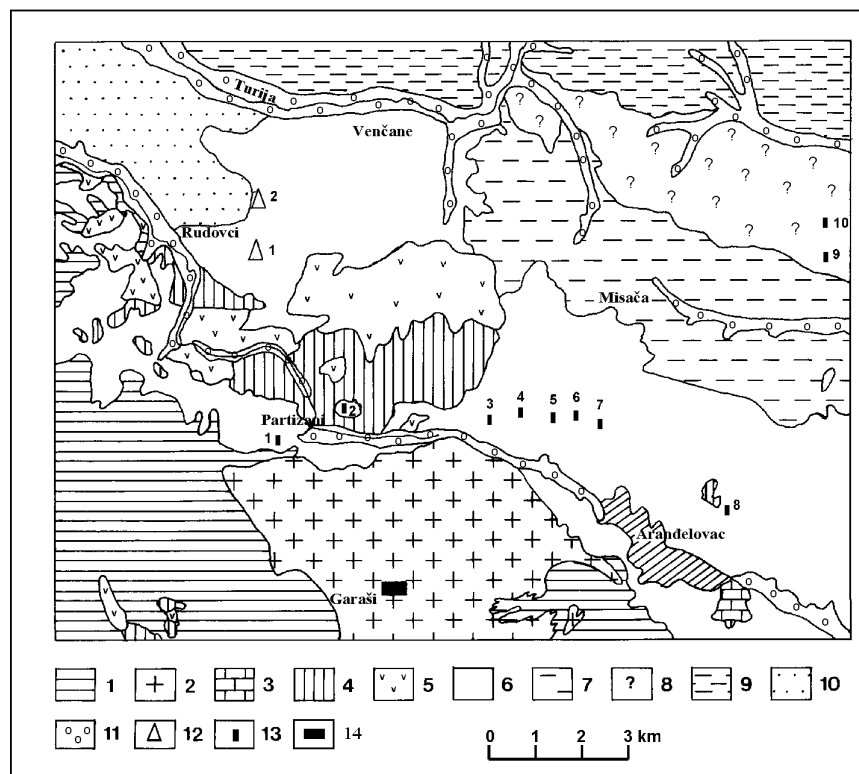 Turija
Venčane
2
Rudovci
10
1
9
Misača
2
3 4 5 6 7
Partizani
1
8
Aranđelovac
Garaši
1 2 3 4 5 6 7 8 9 10
11 12 13 14
0 1 2 3 km